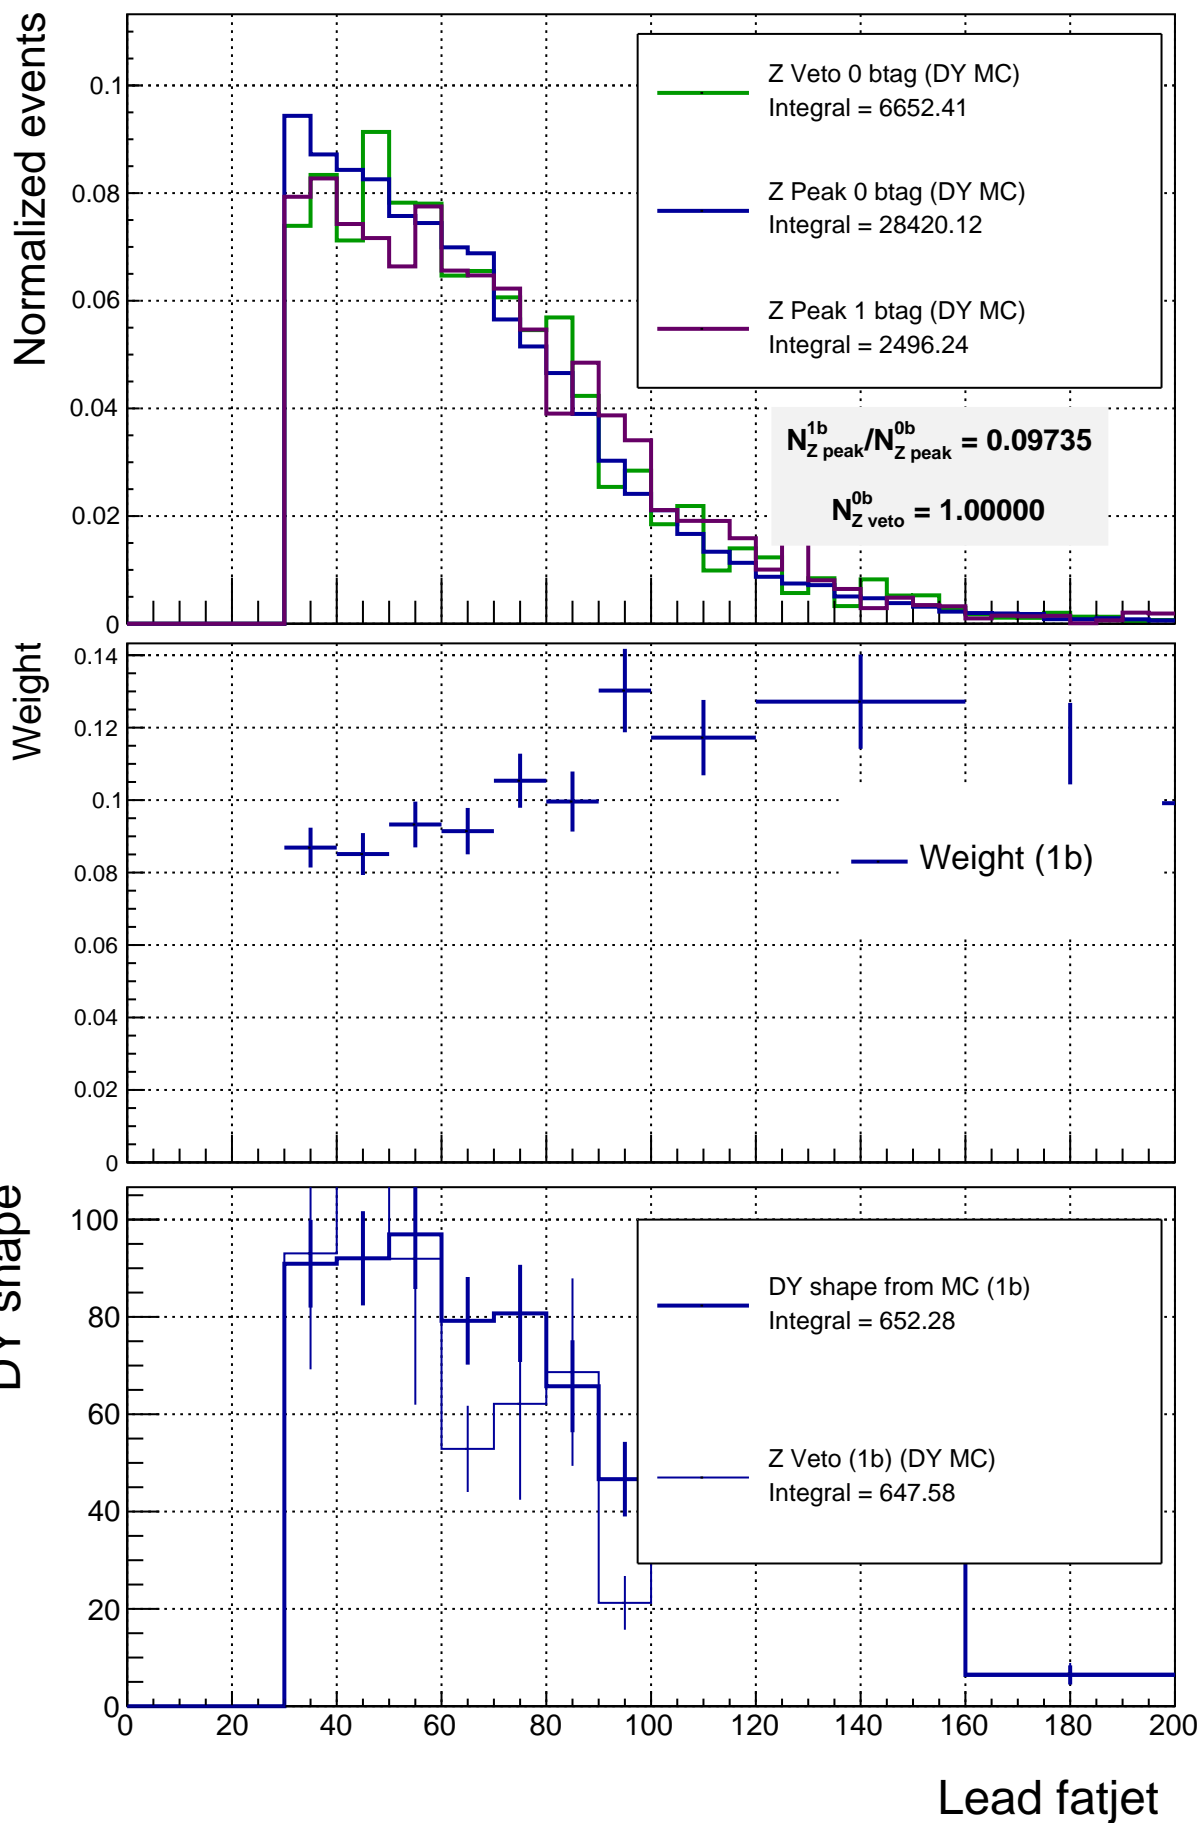 Normalized events
0.1
0.08
0.06
0.04
0.02
0
Z Veto 0 btag (DY MC)
Integral = 6652.41
Z Peak 0 btag (DY MC)
Integral = 28420.12
Z Peak 1 btag (DY MC)
Integral = 2496.24
N^{1b}_{Z peak}/N^{0b}_{Z peak} = 0.09735
N^{0b}_{Z veto} = 1.00000
Weight
0.14
0.12
0.1
0.08
0.06
0.04
0.02
0
Weight (1b)
DY shape
100
80
60
40
20
0
DY shape from MC (1b)
Integral = 652.28
Z Veto (1b) (DY MC)
Integral = 647.58
0 20 40 60 80 100 120 140 160 180 200
Lead fatjet